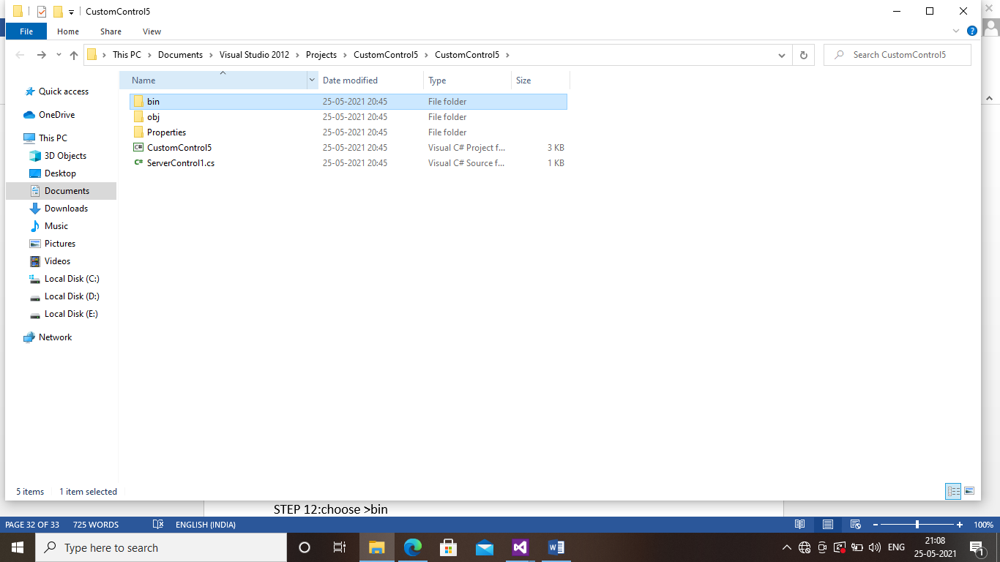 CustomControl5
File Home Share View
This PC Documents Visual Studio 2012 Projects CustomControl5 CustomControl5
Search CustomControl5
Name Date modified Type Size
Quick access
OneDrive
This PC
3D Objects
Desktop
Documents
Downloads
Music
Pictures
Videos
Local Disk (C:)
Local Disk (D:)
Local Disk (E:)
Network
bin 25-05-2021 20:45 File folder
obj 25-05-2021 20:45 File folder
Properties 25-05-2021 20:45 File folder
CustomControl5 25-05-2021 20:45 Visual C# Project f... 3 KB
ServerControl1.cs 25-05-2021 20:45 Visual C# Source f... 1 KB
5 items 1 item selected
STEP 12:choose >bin
PAGE 32 OF 33 725 WORDS ENGLISH (INDIA) 100%
Type here to search
ENG
21:08
25-05-2021
1